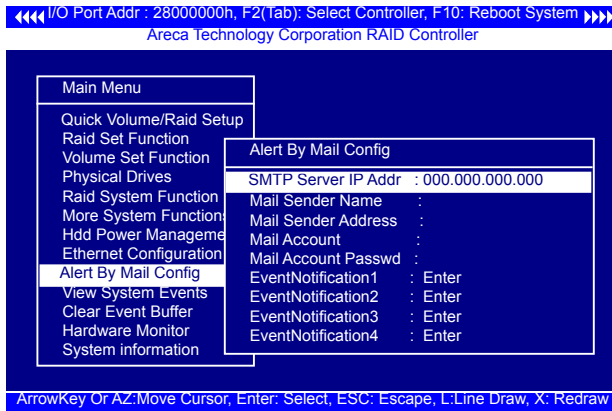 I/O Port Addr : 28000000h, F2(Tab): Select Controller, F10: Reboot System
Areca Technology Corporation RAID Controller
Main Menu
Quick Volume/Raid Setup
Raid Set Function
Volume Set Function
Physical Drives
Raid System Function
More System Function
Hdd Power Manageme
Ethernet Configuration
Alert By Mail Config
View System Events
Clear Event Buffer
Hardware Monitor
System information
Alert By Mail Config
SMTP Server IP Addr : 000.000.000.000
Mail Sender Name :
Mail Sender Address :
Mail Account :
Mail Account Passwd :
EventNotification1 : Enter
EventNotification2 : Enter
EventNotification3 : Enter
EventNotification4 : Enter
ArrowKey Or AZ:Move Cursor, Enter: Select, ESC: Escape, L:Line Draw, X: Redraw